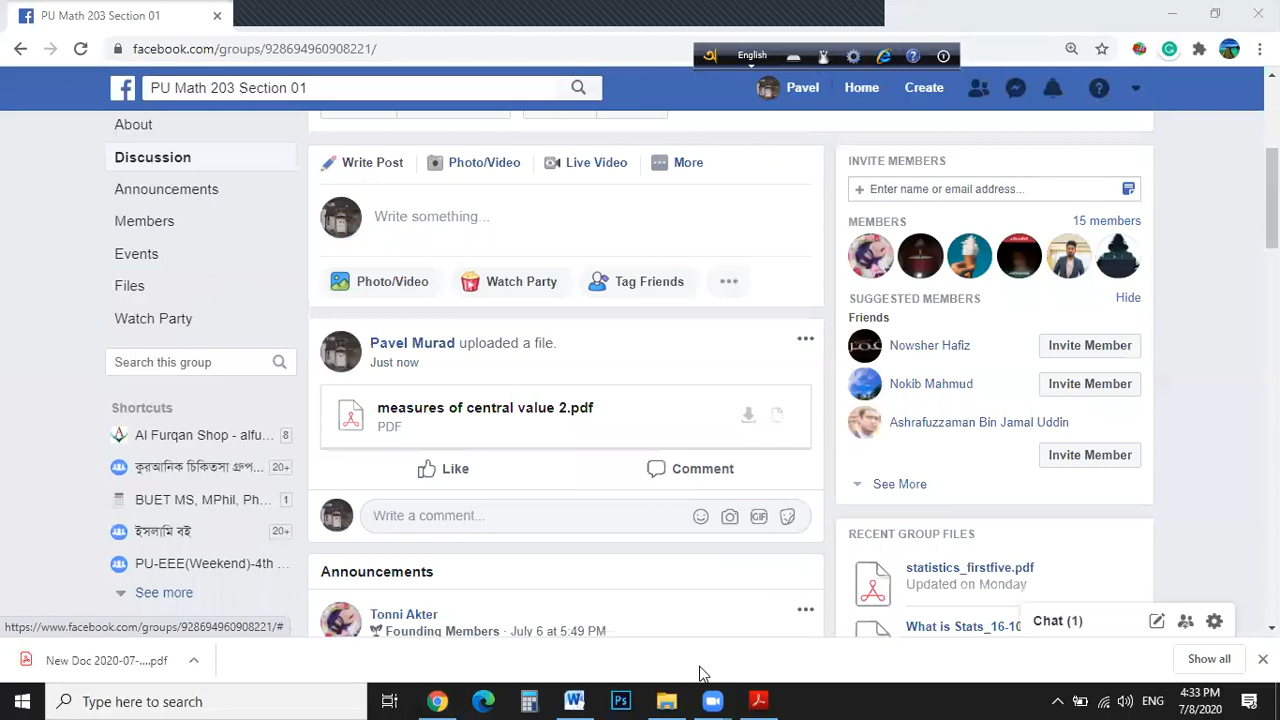 PU Math 203 Section 01
facebook.com/groups/928694960908221/
English
PU Math 203 Section 01
Pavel
Home
Create
About
Discussion
Announcements
Members
Events
Files
Watch Party
Search this group
Shortcuts
Al Furqan Shop - alfu... 8
কুরআনিক চিকিত্সা গ্রুপ... 20+
BUET MS, MPhil, Ph... 1
ইসলামি বই 20+
PU-EEE(Weekend)-4th ...
See more
Write Post
Photo/Video
Live Video
More
Write something...
Photo/Video
Watch Party
Tag Friends
Pavel Murad uploaded a file.
Just now
measures of central value 2.pdf
PDF
Like
Comment
Write a comment...
GIF
Announcements
Tonni Akter
Founding Members · July 6 at 5:49 PM
INVITE MEMBERS
Enter name or email address...
MEMBERS
15 members
SUGGESTED MEMBERS
Hide
Friends
Nowsher Hafiz
Invite Member
Nokib Mahmud
Invite Member
Ashrafuzzaman Bin Jamal Uddin
Invite Member
See More
RECENT GROUP FILES
statistics_firstfive.pdf
Updated on Monday
What is Stats_16-10
Chat (1)
https://www.facebook.com/groups/928694960908221/#
New Doc 2020-07-....pdf
Show all
Type here to search
ENG
4:33 PM
7/8/2020